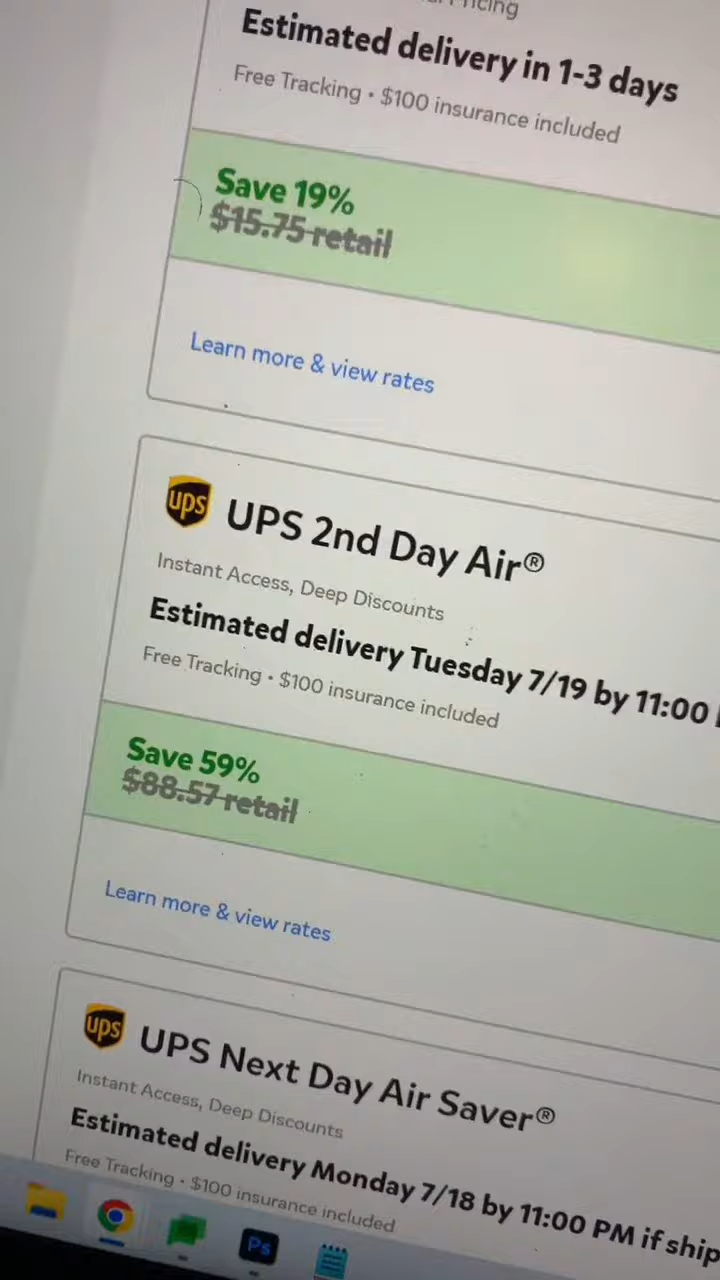 Estimated delivery in 1-3 days
Free Tracking • $100 insurance included
Save 19%
$15.75 retail
Learn more & view rates
ups UPS 2nd Day Air®
Instant Access, Deep Discounts
Estimated delivery Tuesday 7/19 by 11:00
Free Tracking • $100 insurance included
Save 59%
$88.57 retail
Learn more & view rates
ups UPS Next Day Air Saver®
Instant Access, Deep Discounts
Estimated delivery Monday 7/18 by 11:00 PM if ship
Free Tracking • $100 insurance included
Ps